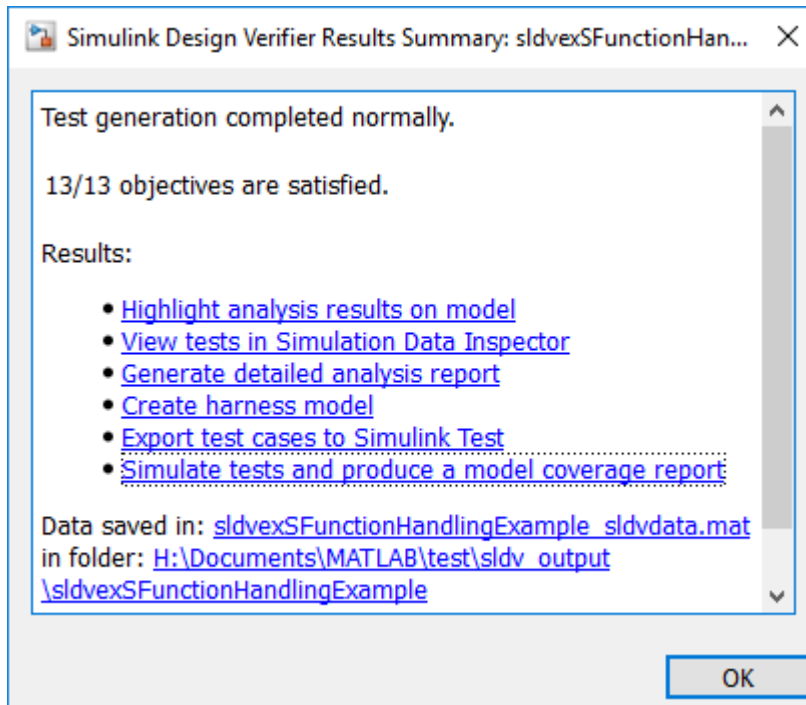 Simulink Design Verifier Results Summary: sldvexSFunctionHan...
Test generation completed normally.
13/13 objectives are satisfied.
Results:
• Highlight analysis results on model
• View tests in Simulation Data Inspector
• Generate detailed analysis report
• Create harness model
• Export test cases to Simulink Test
• Simulate tests and produce a model coverage report
Data saved in: sldvexSFunctionHandlingExample_sldvdata.mat
in folder: H:\Documents\MATLAB\test\sldv_output
\sldvexSFunctionHandlingExample
OK